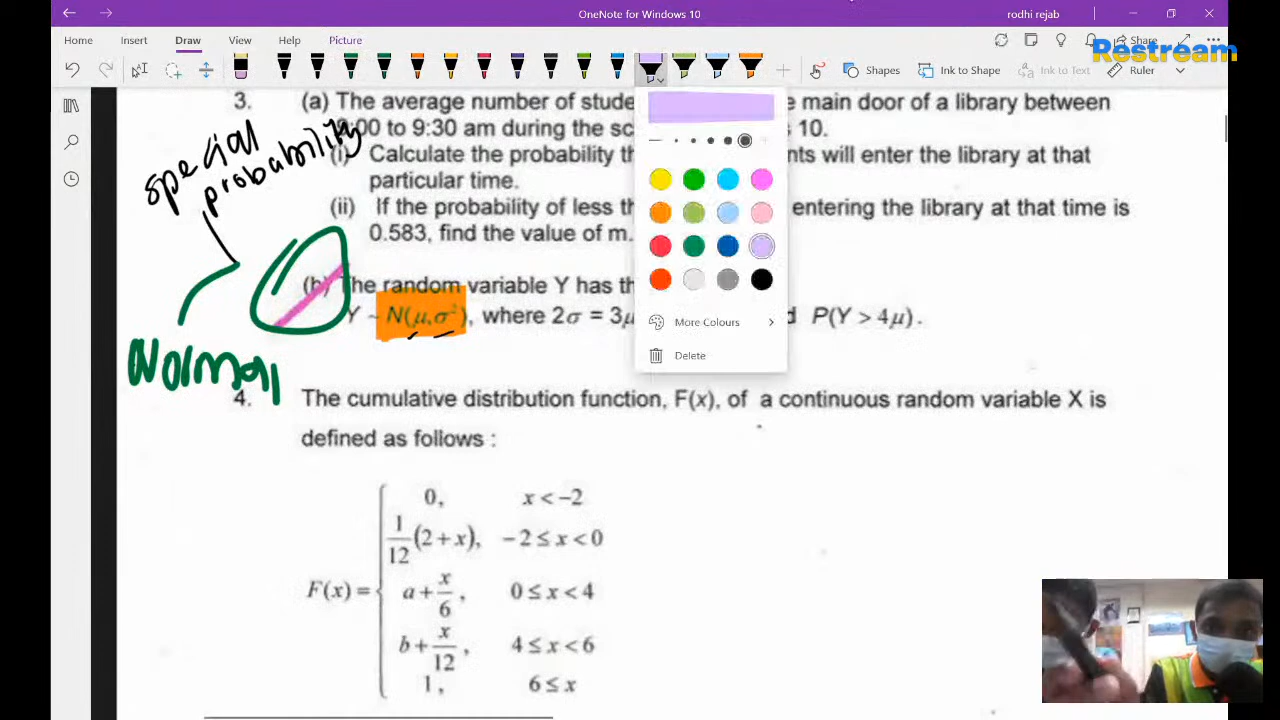 OneNote for Windows 10
rodhi rejab
Home Insert Draw View Help Picture
Share
Restream
Shapes Ink to Shape Ink to Text Ruler
3. (a) The average number of stude main door of a library between
9:00 to 9:30 am during the sc s 10.
(i) Calculate the probability th nts will enter the library at that
particular time.
(ii) If the probability of less th entering the library at that time is
0.583, find the value of m.
special
probability
(b) The random variable Y has th
Y ~ N(μ,σ²), where 2σ = 3μ d P(Y > 4μ).
Normal
More Colours
Delete
4. The cumulative distribution function, F(x), of a continuous random variable X is
defined as follows :
0, x < −2
1/12 (2 + x), −2 ≤ x < 0
F(x) = a + x/6 , 0 ≤ x < 4
b + x/12 , 4 ≤ x < 6
1, 6 ≤ x